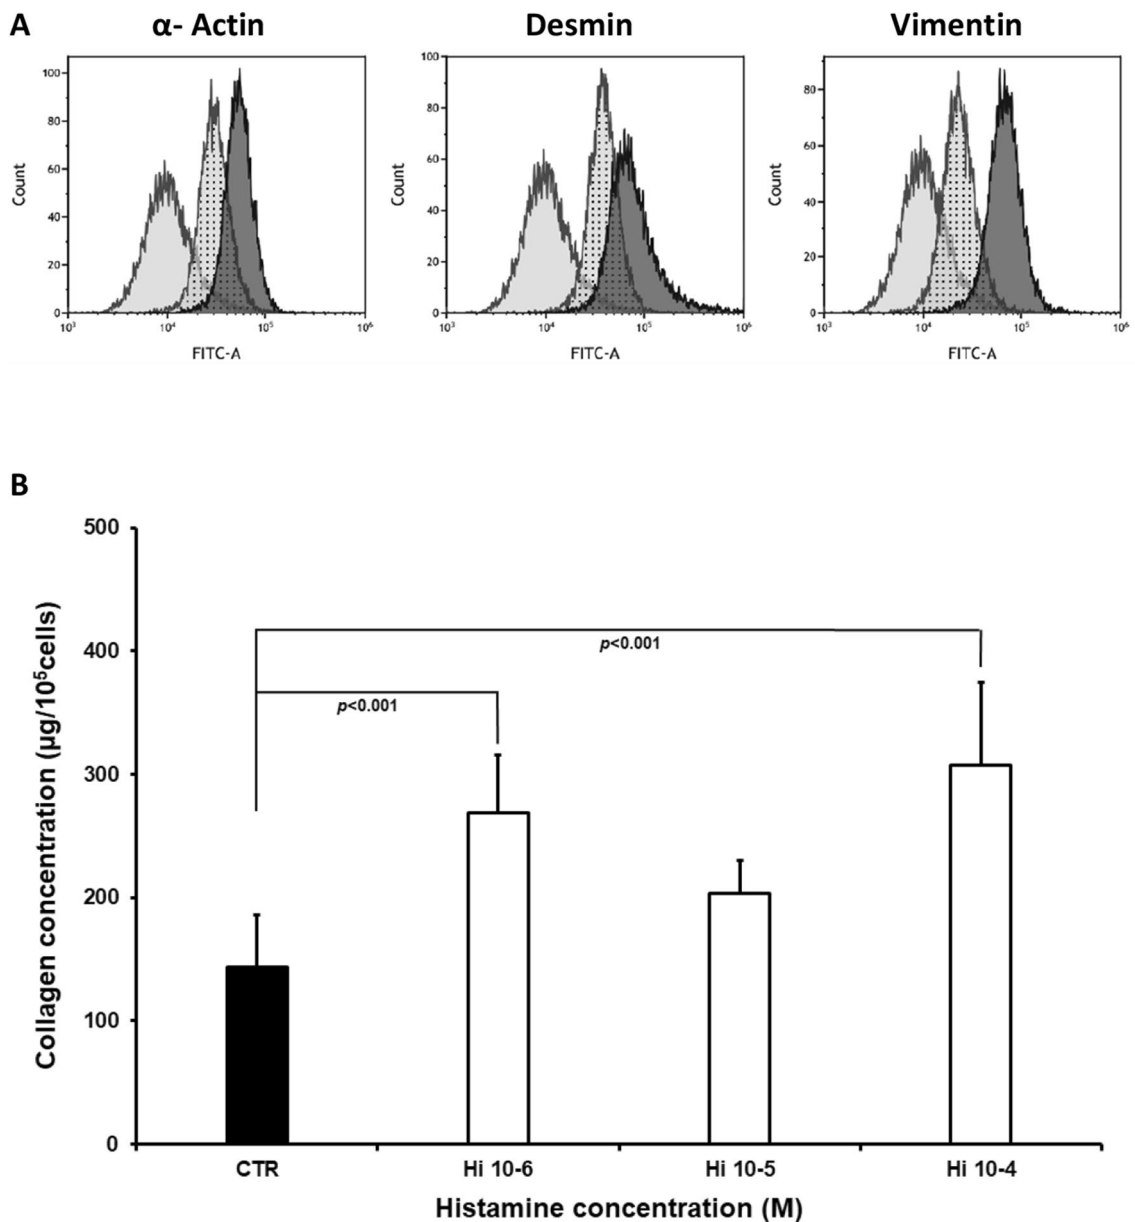 A
α- Actin
Desmin
Vimentin
100
80
60
40
20
0
Count
10³
10⁴
10⁵
10⁶
FITC-A
100
80
60
40
20
0
Count
10³
10⁴
10⁵
10⁶
FITC-A
80
60
40
20
0
Count
10³
10⁴
10⁵
10⁶
FITC-A
B
500
400
300
200
100
0
Collagen concentration (µg/10⁵cells)
p<0.001
p<0.001
CTR
Hi 10-6
Hi 10-5
Hi 10-4
Histamine concentration (M)